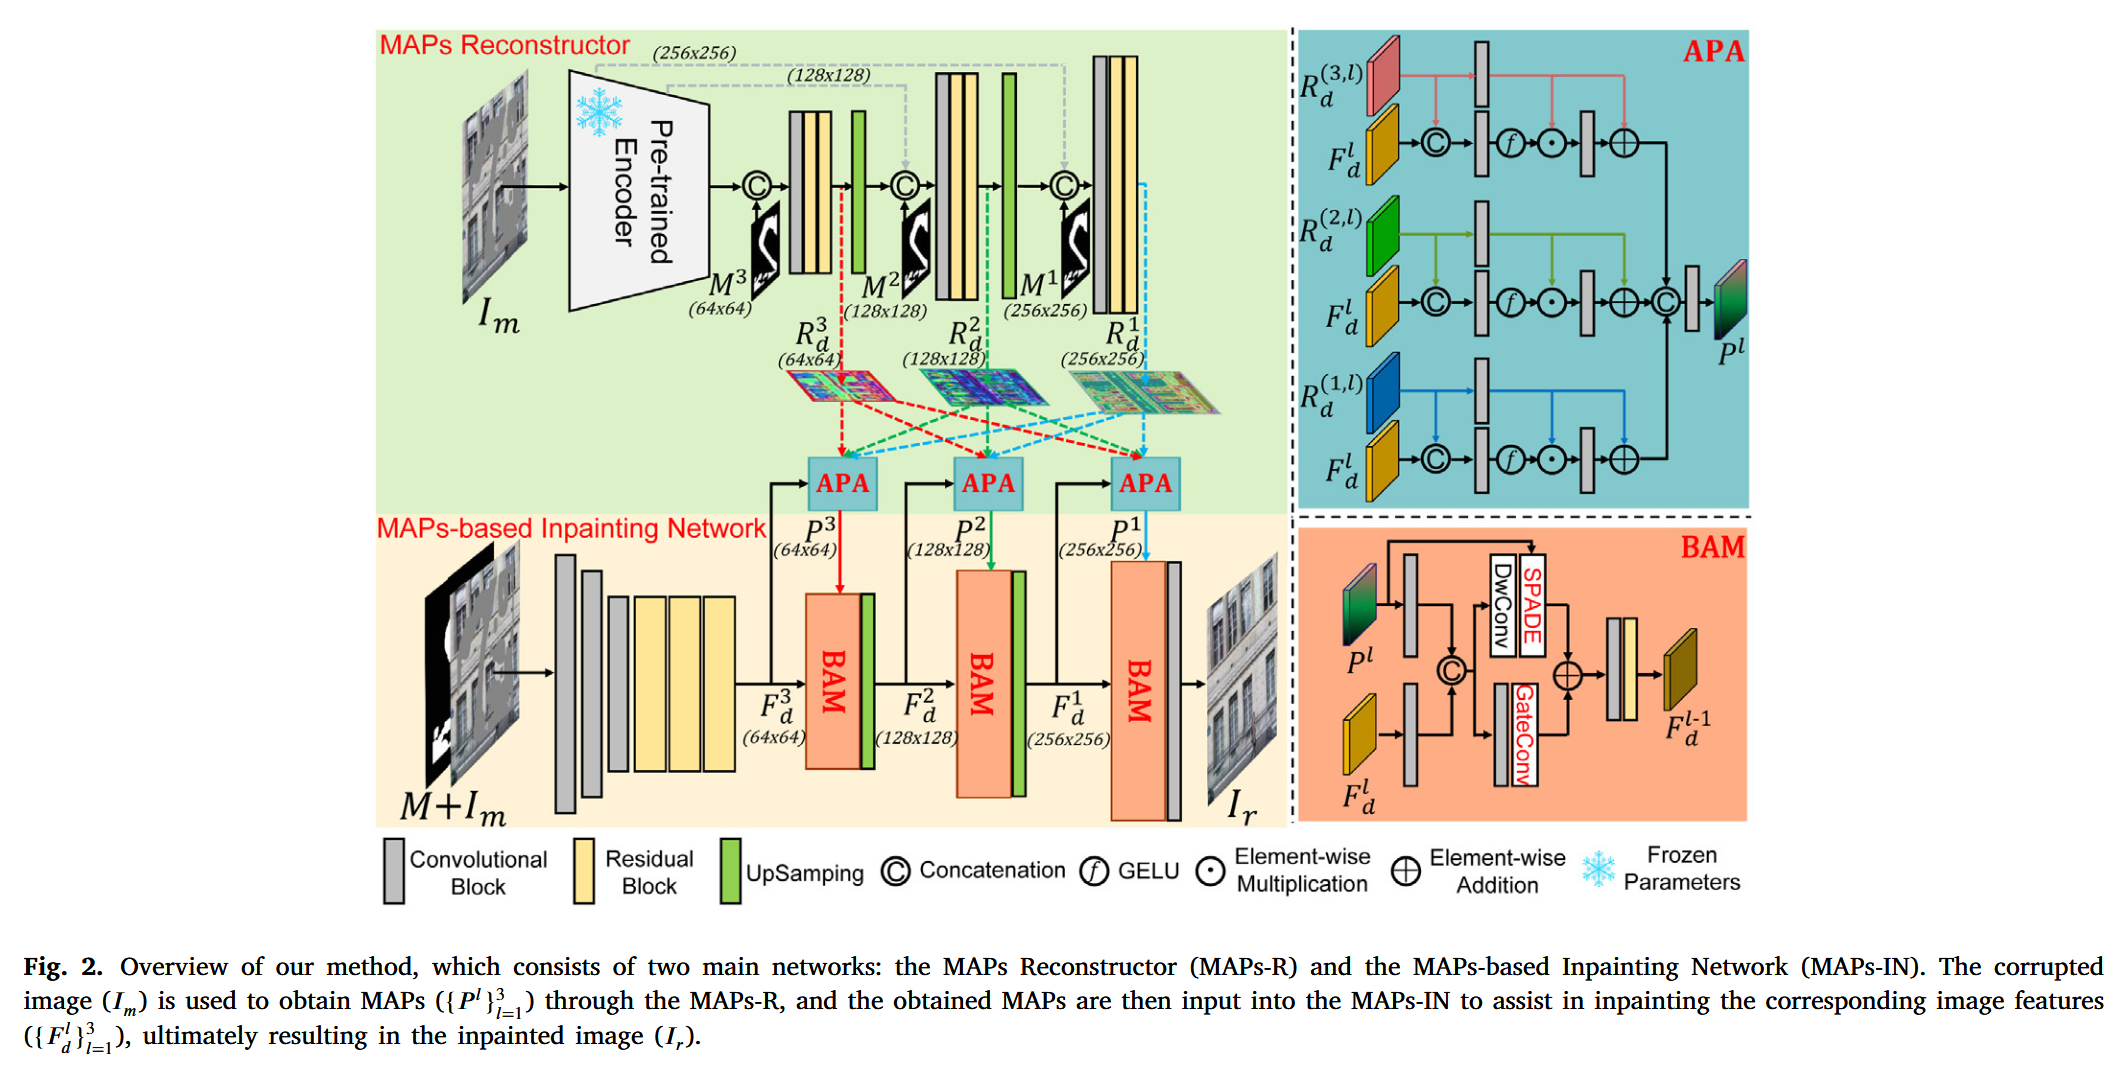 MAPs Reconstructor
(256x256)
(128x128)
Pre-trained
Encoder
I_m
M^3
(64x64)
M^2
(128x128)
M^1
(256x256)
R_d^3
(64x64)
R_d^2
(128x128)
R_d^1
(256x256)
APA
APA
APA
MAPs-based Inpainting Network
P^3
(64x64)
P^2
(128x128)
P^1
(256x256)
BAM
BAM
BAM
F_d^3
(64x64)
F_d^2
(128x128)
F_d^1
(256x256)
M+I_m
I_r
APA
R_d^{(3,l)}
C
f
F_d^l
R_d^{(2,l)}
C
f
C
F_d^l
P^l
R_d^{(1,l)}
C
f
F_d^l
BAM
DwConv
SPADE
P^l
C
GateConv
F_d^l
F_d^{l-1}
Convolutional
Block
Residual
Block
UpSamping
C
Concatenation
f
GELU
Element-wise
Multiplication
Element-wise
Addition
Frozen
Parameters
Fig. 2. Overview of our method, which consists of two main networks: the MAPs Reconstructor (MAPs-R) and the MAPs-based Inpainting Network (MAPs-IN). The corrupted
image (I_m) is used to obtain MAPs ({P^l}_{l=1}^3) through the MAPs-R, and the obtained MAPs are then input into the MAPs-IN to assist in inpainting the corresponding image features
({F_d^l}_{l=1}^3), ultimately resulting in the inpainted image (I_r).